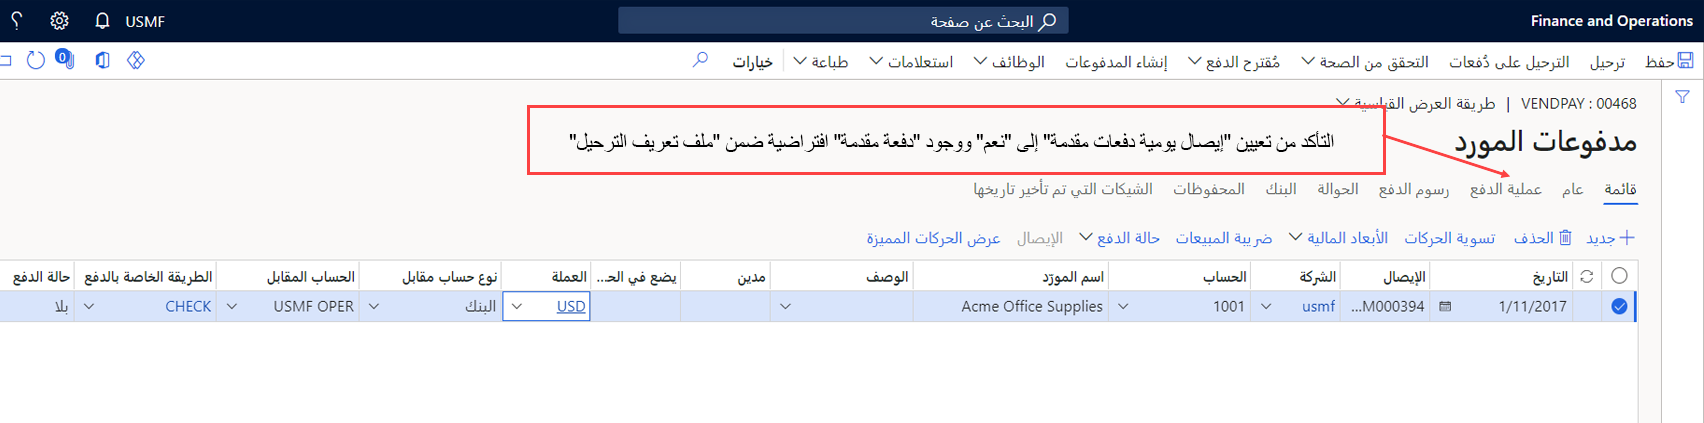 Finance and Operations
البحث عن صفحة
USMF
؟
حفظ ترحيل الترحيل على دُفعات التحقق من الصحة مُقترح الدفع إنشاء المدفوعات الوظائف استعلامات طباعة خيارات
0
VENDPAY : 00468 | طريقة العرض القياسية
مدفوعات المورد
التأكد من تعيين "إيصال يومية دفعات مقدمة" إلى "نعم" ووجود "دفعة مقدمة" افتراضية ضمن "ملف تعريف الترحيل"
قائمة عام عملية الدفع رسوم الدفع الحوالة البنك المحفوظات الشيكات التي تم تأخير تاريخها
جديد الحذف تسوية الحركات الأبعاد المالية ضريبة المبيعات حالة الدفع الإيصال عرض الحركات المميزة
التاريخ الإيصال الشركة الحساب اسم المورّد الوصف مدين يضع في الح... العملة نوع حساب مقابل الحساب المقابل الطريقة الخاصة بالدفع حالة الدفع
1/11/2017 ...M000394 usmf 1001 Acme Office Supplies USD البنك USMF OPER CHECK بلا